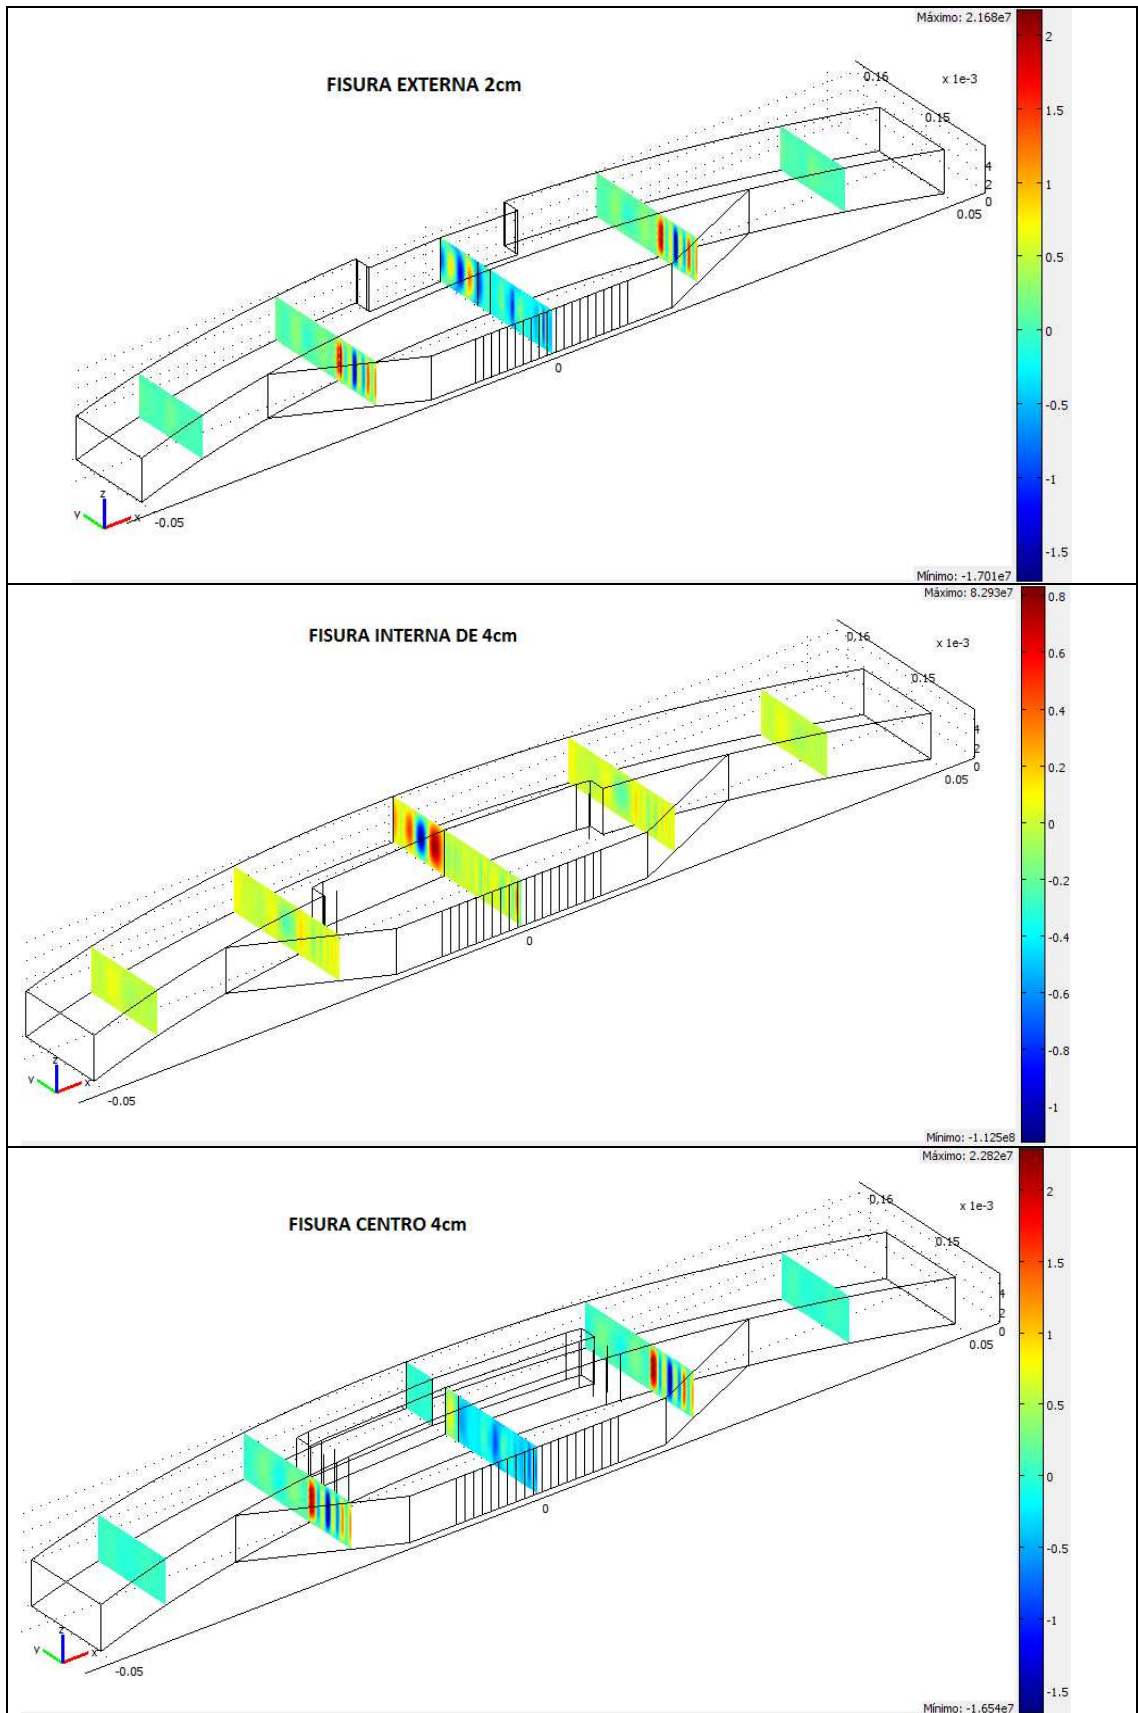 Máximo: 2.168e7
2
FISURA EXTERNA 2cm
0.16
x 1e-3
1.5
0.15
1
4
2
0
0.05
0.5
0
0
-0.5
-1
z
y
x
-0.05
-1.5
Mínimo: -1.701e7
Máximo: 8.293e7
0.8
FISURA INTERNA DE 4cm
0.16
x 1e-3
0.6
0.15
0.4
4
2
0
0.05
0.2
0
-0.2
0
-0.4
-0.6
z
y
x
-0.05
-0.8
-1
Mínimo: -1.125e8
Máximo: 2.282e7
2
FISURA CENTRO 4cm
0.16
x 1e-3
0.15
1.5
4
2
0
0.05
1
0.5
0
0
-0.5
-1
z
y
x
-0.05
-1.5
Mínimo: -1.654e7